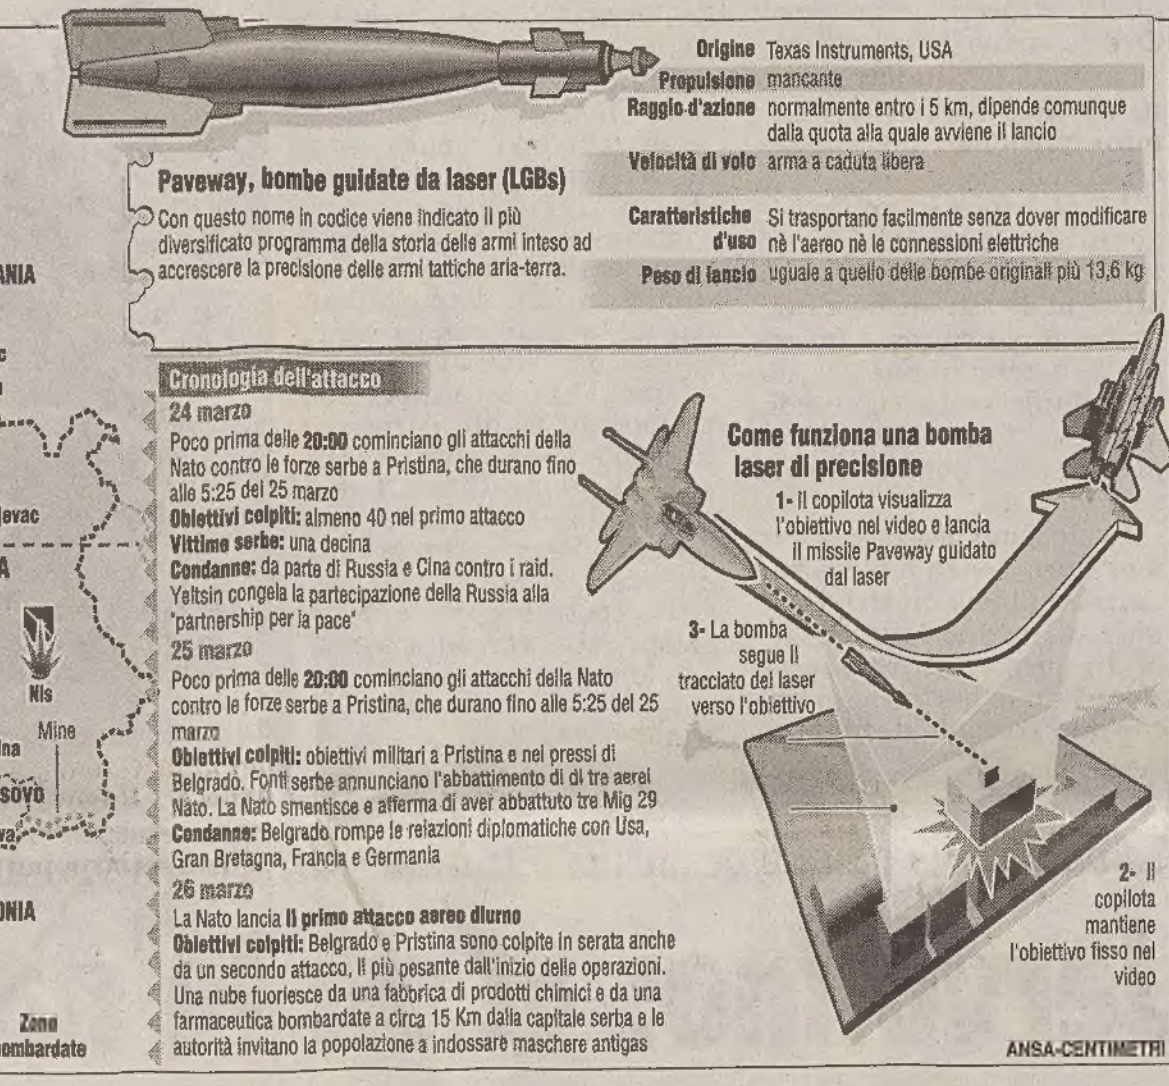 Origine Texas Instruments, USA
Propulsione mancante
Raggio d'azione normalmente entro i 5 km, dipende comunque
dalla quota alla quale avviene il lancio
Velocità di volo arma a caduta libera
Caratteristiche Si trasportano facilmente senza dover modificare
d'uso nè l'aereo nè le connessioni elettriche
Peso di lancio uguale a quello delle bombe originali più 13,6 kg
Paveway, bombe guidate da laser (LGBs)
Con questo nome in codice viene indicato il più
diversificato programma della storia delle armi inteso ad
accrescere la precisione delle armi tattiche aria-terra.
ANIA
c
evac
A
Nis
Mine
ina
sovo
va
ONIA
Zone
ombardate
Cronologia dell'attacco
24 marzo
Poco prima delle 20:00 cominciano gli attacchi della
Nato contro le forze serbe a Pristina, che durano fino
alle 5:25 del 25 marzo
Obiettivi colpiti: almeno 40 nel primo attacco
Vittime serbe: una decina
Condanne: da parte di Russia e Cina contro i raid.
Yeltsin congela la partecipazione della Russia alla
"partnership per la pace"
25 marzo
Poco prima delle 20:00 cominciano gli attacchi della Nato
contro le forze serbe a Pristina, che durano fino alle 5:25 del 25
marzo
Obiettivi colpiti: obiettivi militari a Pristina e nei pressi di
Belgrado. Fonti serbe annunciano l'abbattimento di di tre aerei
Nato. La Nato smentisce e afferma di aver abbattuto tre Mig 29
Condanne: Belgrado rompe le relazioni diplomatiche con Usa,
Gran Bretagna, Francia e Germania
26 marzo
La Nato lancia il primo attacco aereo diurno
Obiettivi colpiti: Belgrado e Pristina sono colpite in serata anche
da un secondo attacco, il più pesante dall'inizio delle operazioni.
Una nube fuoriesce da una fabbrica di prodotti chimici e da una
farmaceutica bombardate a circa 15 Km dalla capitale serba e le
autorità invitano la popolazione a indossare maschere antigas
Come funziona una bomba
laser di precisione
1- Il copilota visualizza
l'obiettivo nel video e lancia
il missile Paveway guidato
dal laser
3- La bomba
segue il
tracciato del laser
verso l'obiettivo
2- Il
copilota
mantiene
l'obiettivo fisso nel
video
ANSA-CENTIMETRI